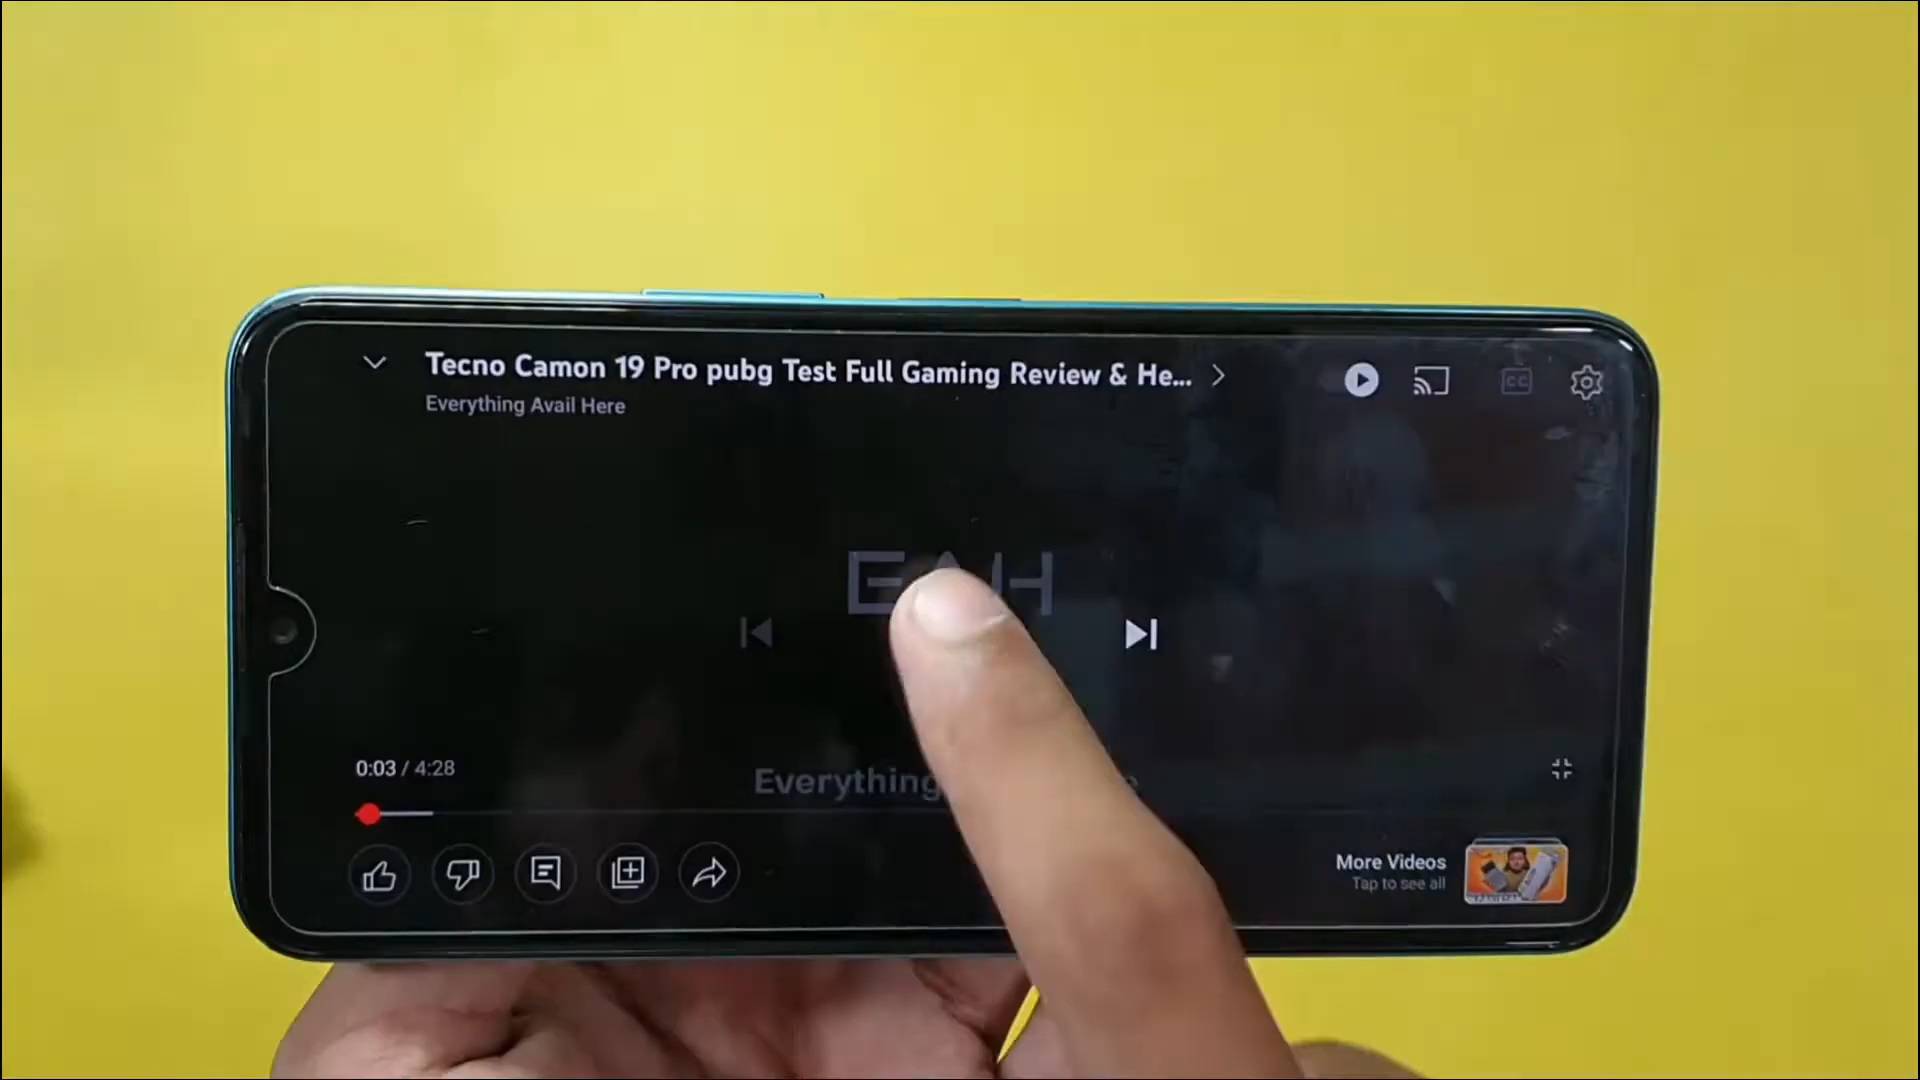 Tecno Camon 19 Pro pubg Test Full Gaming Review & He...
Everything Avail Here
CC
0:03 / 4:28
Everything
More Videos
Tap to see all